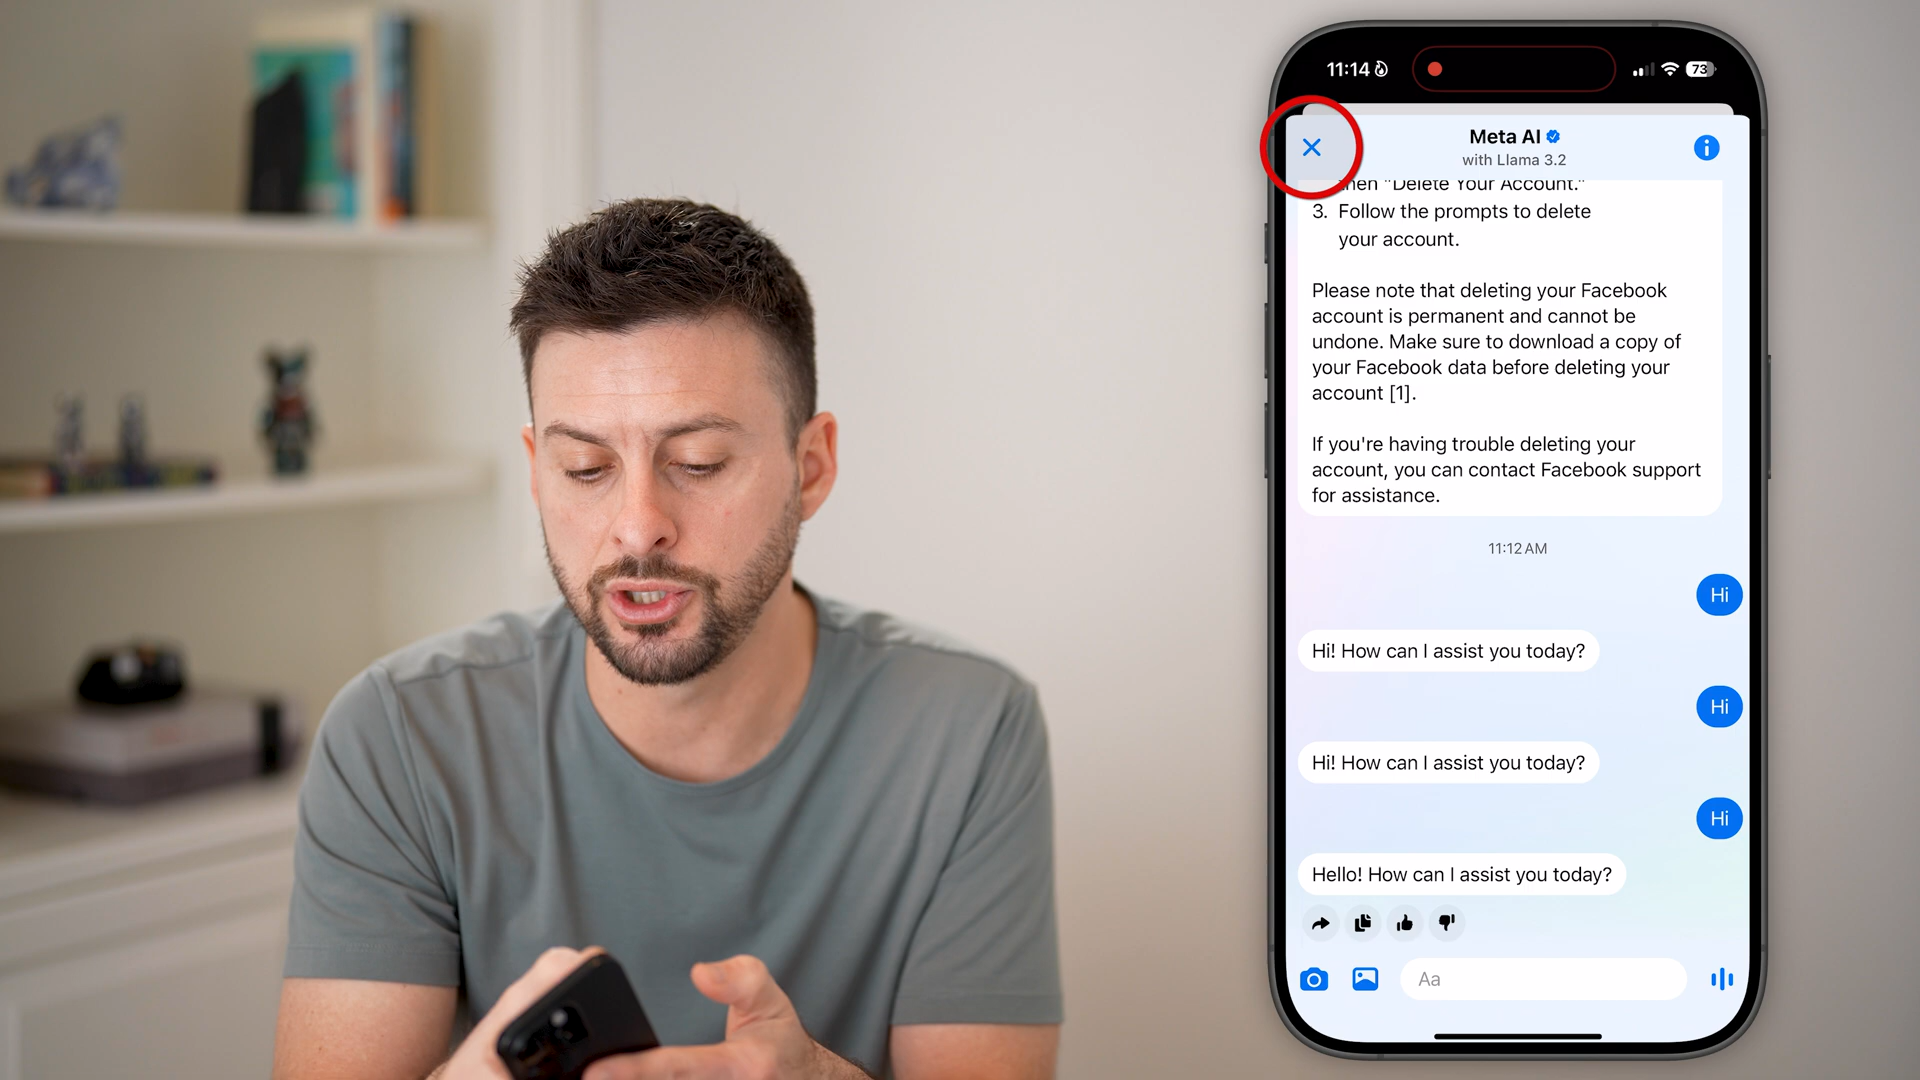 11:14
73
Meta AI
with Llama 3.2
then "Delete Your Account."
3. Follow the prompts to delete
your account.
Please note that deleting your Facebook
account is permanent and cannot be
undone. Make sure to download a copy of
your Facebook data before deleting your
account [1].
If you're having trouble deleting your
account, you can contact Facebook support
for assistance.
11:12 AM
Hi
Hi! How can I assist you today?
Hi
Hi! How can I assist you today?
Hi
Hello! How can I assist you today?
Aa